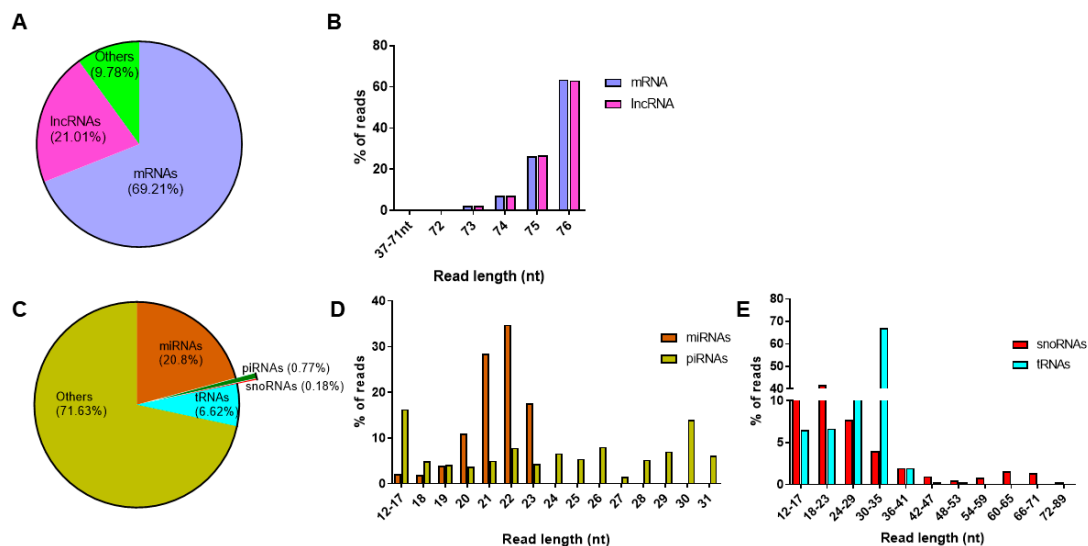 A
Others
(9.78%)
lncRNAs
(21.01%)
mRNAs
(69.21%)
B
% of reads
80
60
40
20
0
37-71nt
72
73
74
75
76
Read length (nt)
mRNA
lncRNA
C
miRNAs
(20.8%)
piRNAs (0.77%)
snoRNAs (0.18%)
tRNAs
(6.62%)
Others
(71.63%)
D
% of reads
40
30
20
10
0
12-17
18
19
20
21
22
23
24
25
26
27
28
29
30
31
Read length (nt)
miRNAs
piRNAs
E
% of reads
80
70
60
50
40
10
5
0
12-17
18-23
24-29
30-35
36-41
42-47
48-53
54-59
60-65
66-71
72-89
Read length (nt)
snoRNAs
tRNAs